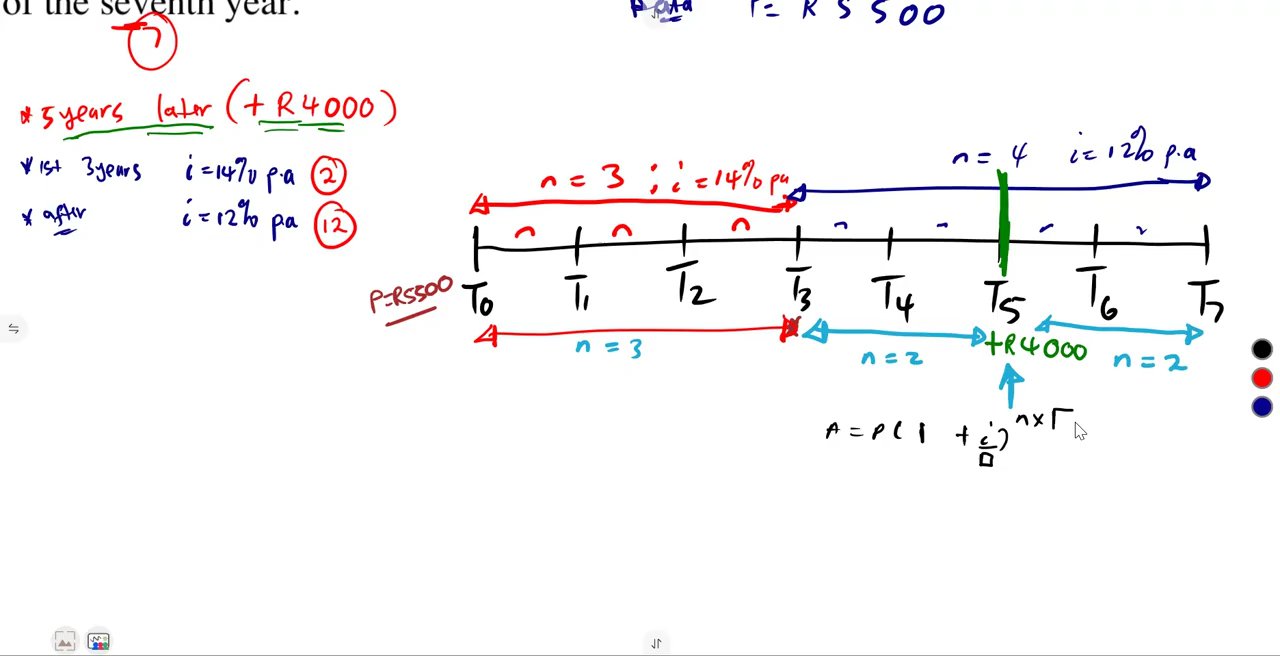 of the seventh year.
P = R 5 500
7
* 5 years later (+ R4000)
* 1st 3 years i = 14% p.a 2
* after i = 12% p.a 12
n = 4 i = 12% p.a
n = 3 ; i = 14% pa
P=R5500
T0 T1 T2 T3 T4 T5 T6 T7
n = 3 n = 2 +R4000 n = 2
A = P(1 + i/□)^n×